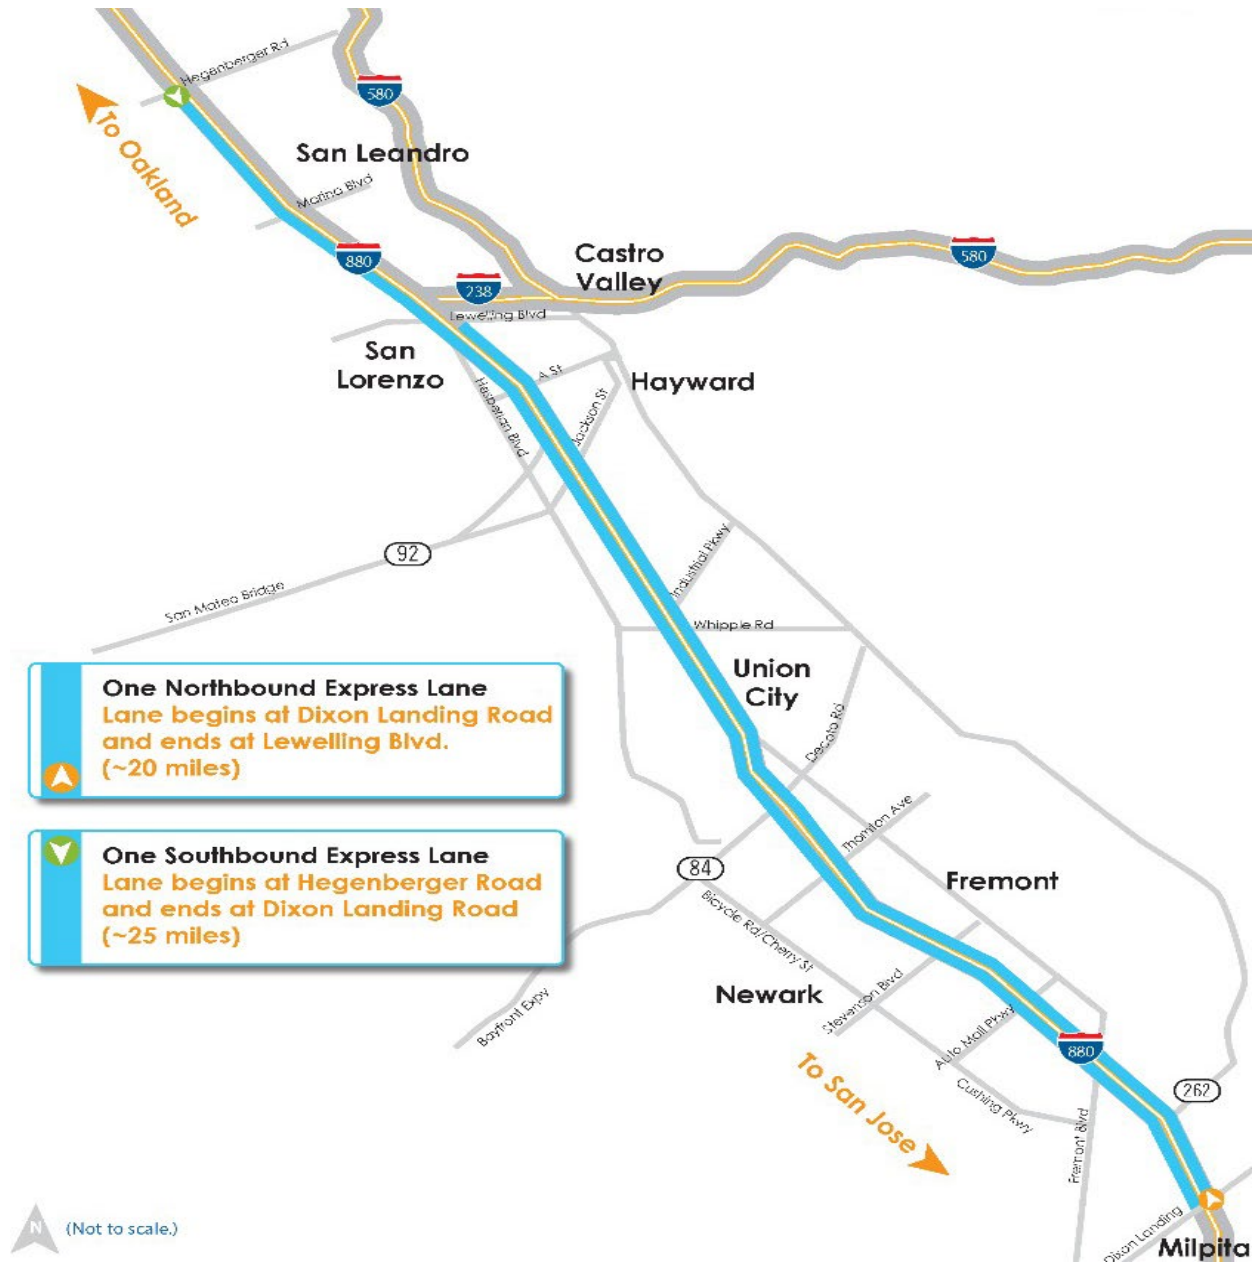 Hegenberger Rd
580
To Oakland
San Leandro
Marina Blvd
880
Castro
Valley
580
238
Lewelling Blvd
San
Lorenzo
A St
Hayward
Hesperian Blvd
Jackson St
92
San Mateo Bridge
Industrial Pkwy
Whipple Rd
Union
City
Decoto Rd
One Northbound Express Lane
Lane begins at Dixon Landing Road
and ends at Lewelling Blvd.
(~20 miles)
Thornton Ave
84
Fremont
One Southbound Express Lane
Lane begins at Hegenberger Road
and ends at Dixon Landing Road
(~25 miles)
Bicycle Rd/Cherry St
Newark
Stevenson Blvd
Bayfront Expy
Auto Mall Pkwy
880
To San Jose
Cushing Pkwy
262
Fremont Blvd
Dixon Landing
Milpita
N
(Not to scale.)